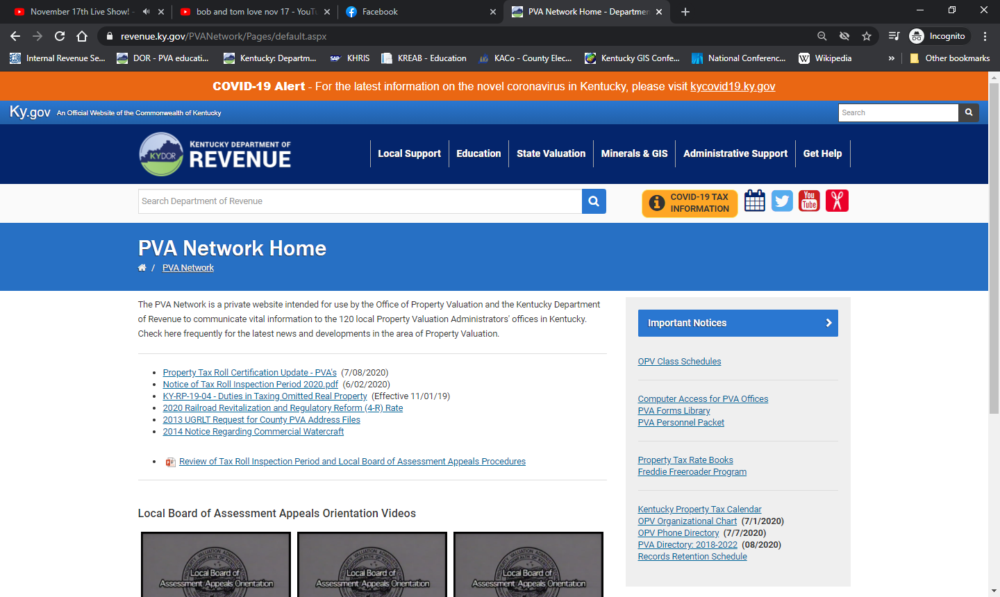 November 17th Live Show! -
bob and tom love nov 17 - YouTu
Facebook
PVA Network Home - Departmen
revenue.ky.gov/PVANetwork/Pages/default.aspx
Incognito
Internal Revenue Se...
DOR - PVA educati...
Kentucky: Departm...
SAP
KHRIS
KREAB - Education
KACo - County Elec...
Kentucky GIS Confe...
National Conferenc...
W
Wikipedia
»
Other bookmarks
COVID-19 Alert - For the latest information on the novel coronavirus in Kentucky, please visit kycovid19.ky.gov
Ky.gov An Official Website of the Commonwealth of Kentucky
Search
KYDOR
KENTUCKY DEPARTMENT OF
REVENUE
Local Support
Education
State Valuation
Minerals & GIS
Administrative Support
Get Help
Search Department of Revenue
COVID-19 TAX
INFORMATION
You
Tube
PVA Network Home
/ PVA Network
The PVA Network is a private website intended for use by the Office of Property Valuation and the Kentucky Department
of Revenue to communicate vital information to the 120 local Property Valuation Administrators' offices in Kentucky.
Check here frequently for the latest news and developments in the area of Property Valuation.
• Property Tax Roll Certification Update - PVA's (7/08/2020)
• Notice of Tax Roll Inspection Period 2020.pdf (6/02/2020)
• KY-RP-19-04 - Duties in Taxing Omitted Real Property (Effective 11/01/19)
• 2020 Railroad Revitalization and Regulatory Reform (4-R) Rate
• 2013 UGRLT Request for County PVA Address Files
• 2014 Notice Regarding Commercial Watercraft
• Review of Tax Roll Inspection Period and Local Board of Assessment Appeals Procedures
Local Board of Assessment Appeals Orientation Videos
Local Board of
Assessment Appeals Orientation
Local Board of
Assessment Appeals Orientation
Local Board of
Assessment Appeals Orientation
Important Notices
OPV Class Schedules
Computer Access for PVA Offices
PVA Forms Library
PVA Personnel Packet
Property Tax Rate Books
Freddie Freeroader Program
Kentucky Property Tax Calendar
OPV Organizational Chart (7/1/2020)
OPV Phone Directory (7/7/2020)
PVA Directory: 2018-2022 (08/2020)
Records Retention Schedule